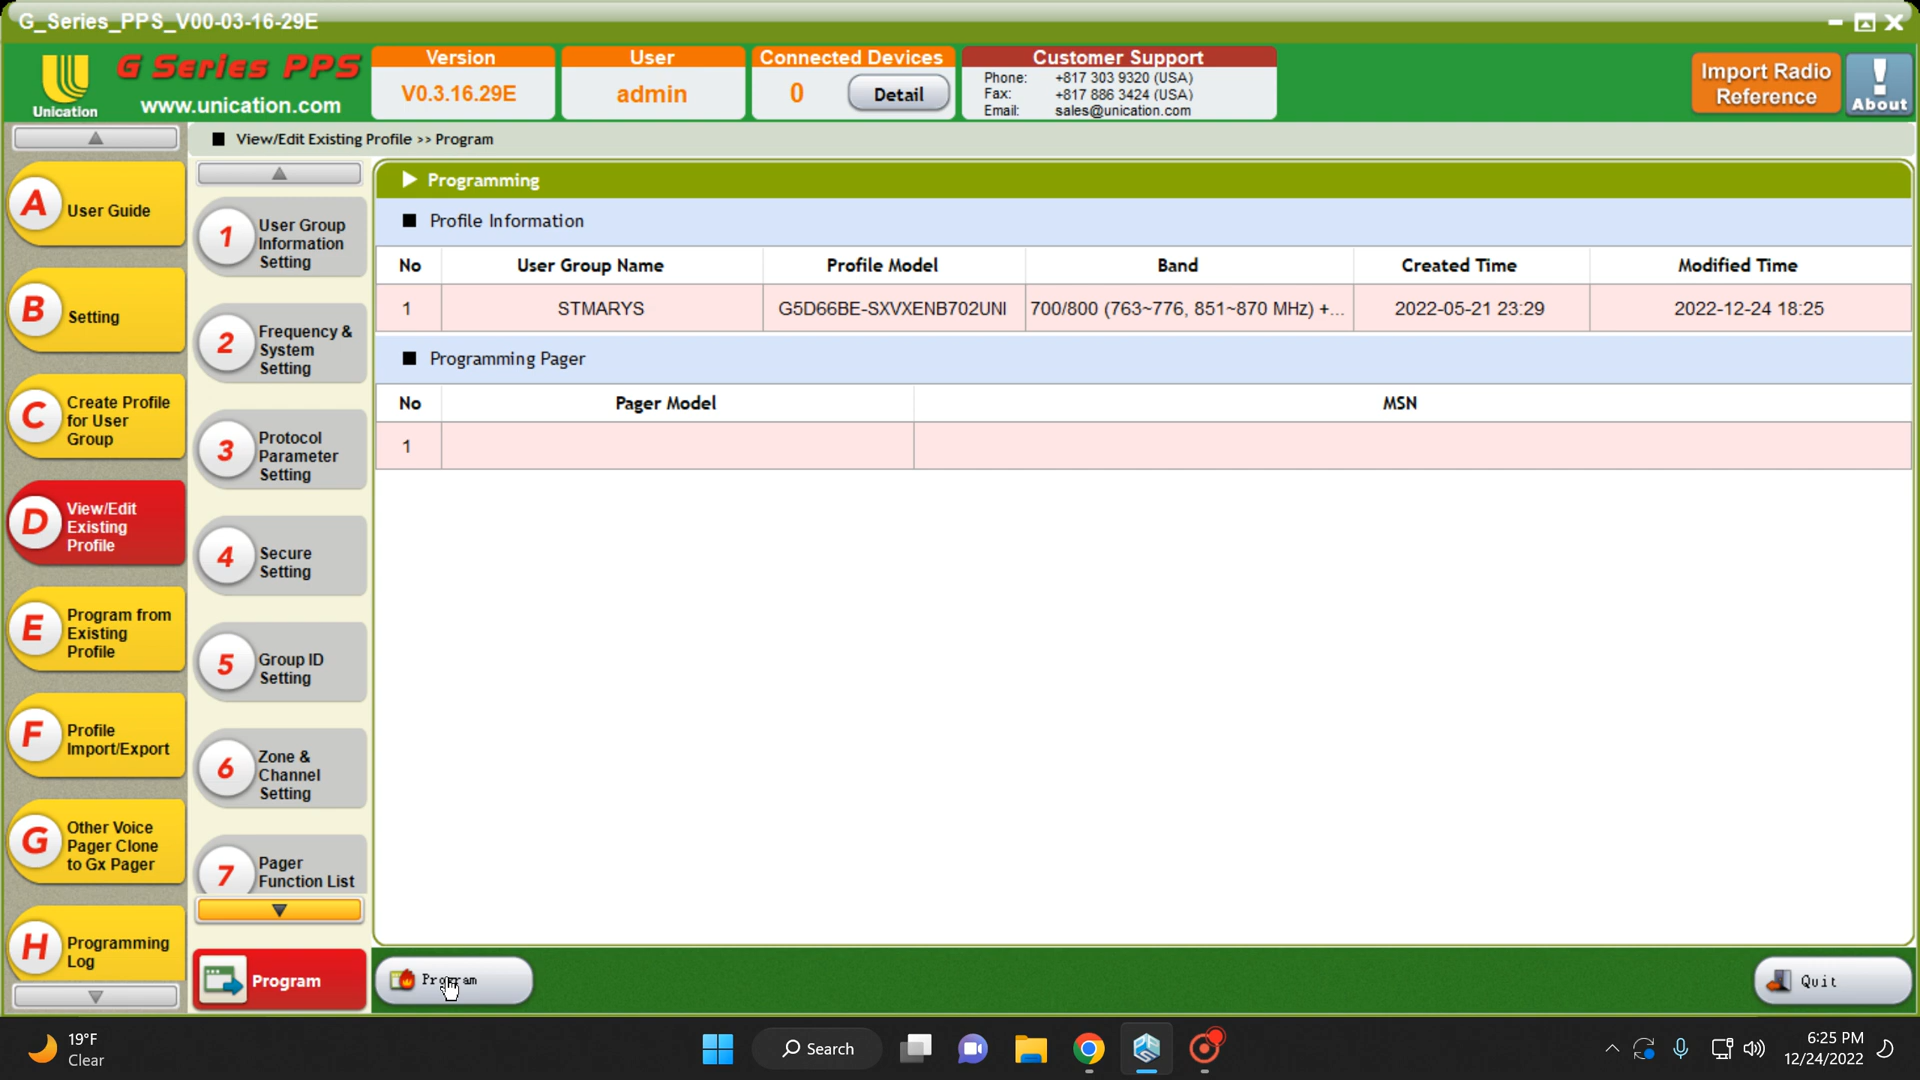 G_Series_PPS_V00-03-16-29E
Unication
G Series PPS
www.unication.com
Version
V0.3.16.29E
User
admin
Connected Devices
0
Detail
Customer Support
Phone: +817 303 9320 (USA)
Fax: +817 886 3424 (USA)
Email: sales@unication.com
Import Radio
Reference
!
About
View/Edit Existing Profile >> Program
A
User Guide
B
Setting
C
Create Profile
for User
Group
D
View/Edit
Existing
Profile
E
Program from
Existing
Profile
F
Profile
Import/Export
G
Other Voice
Pager Clone
to Gx Pager
H
Programming
Log
1
User Group
Information
Setting
2
Frequency &
System
Setting
3
Protocol
Parameter
Setting
4
Secure
Setting
5
Group ID
Setting
6
Zone &
Channel
Setting
7
Pager
Function List
Program
Programming
Profile Information
No User Group Name Profile Model Band Created Time Modified Time
1 STMARYS G5D66BE-SXVXENB702UNI 700/800 (763~776, 851~870 MHz) +... 2022-05-21 23:29 2022-12-24 18:25
Programming Pager
No Pager Model MSN
1
Program
Quit
19°F
Clear
Search
6:25 PM
12/24/2022